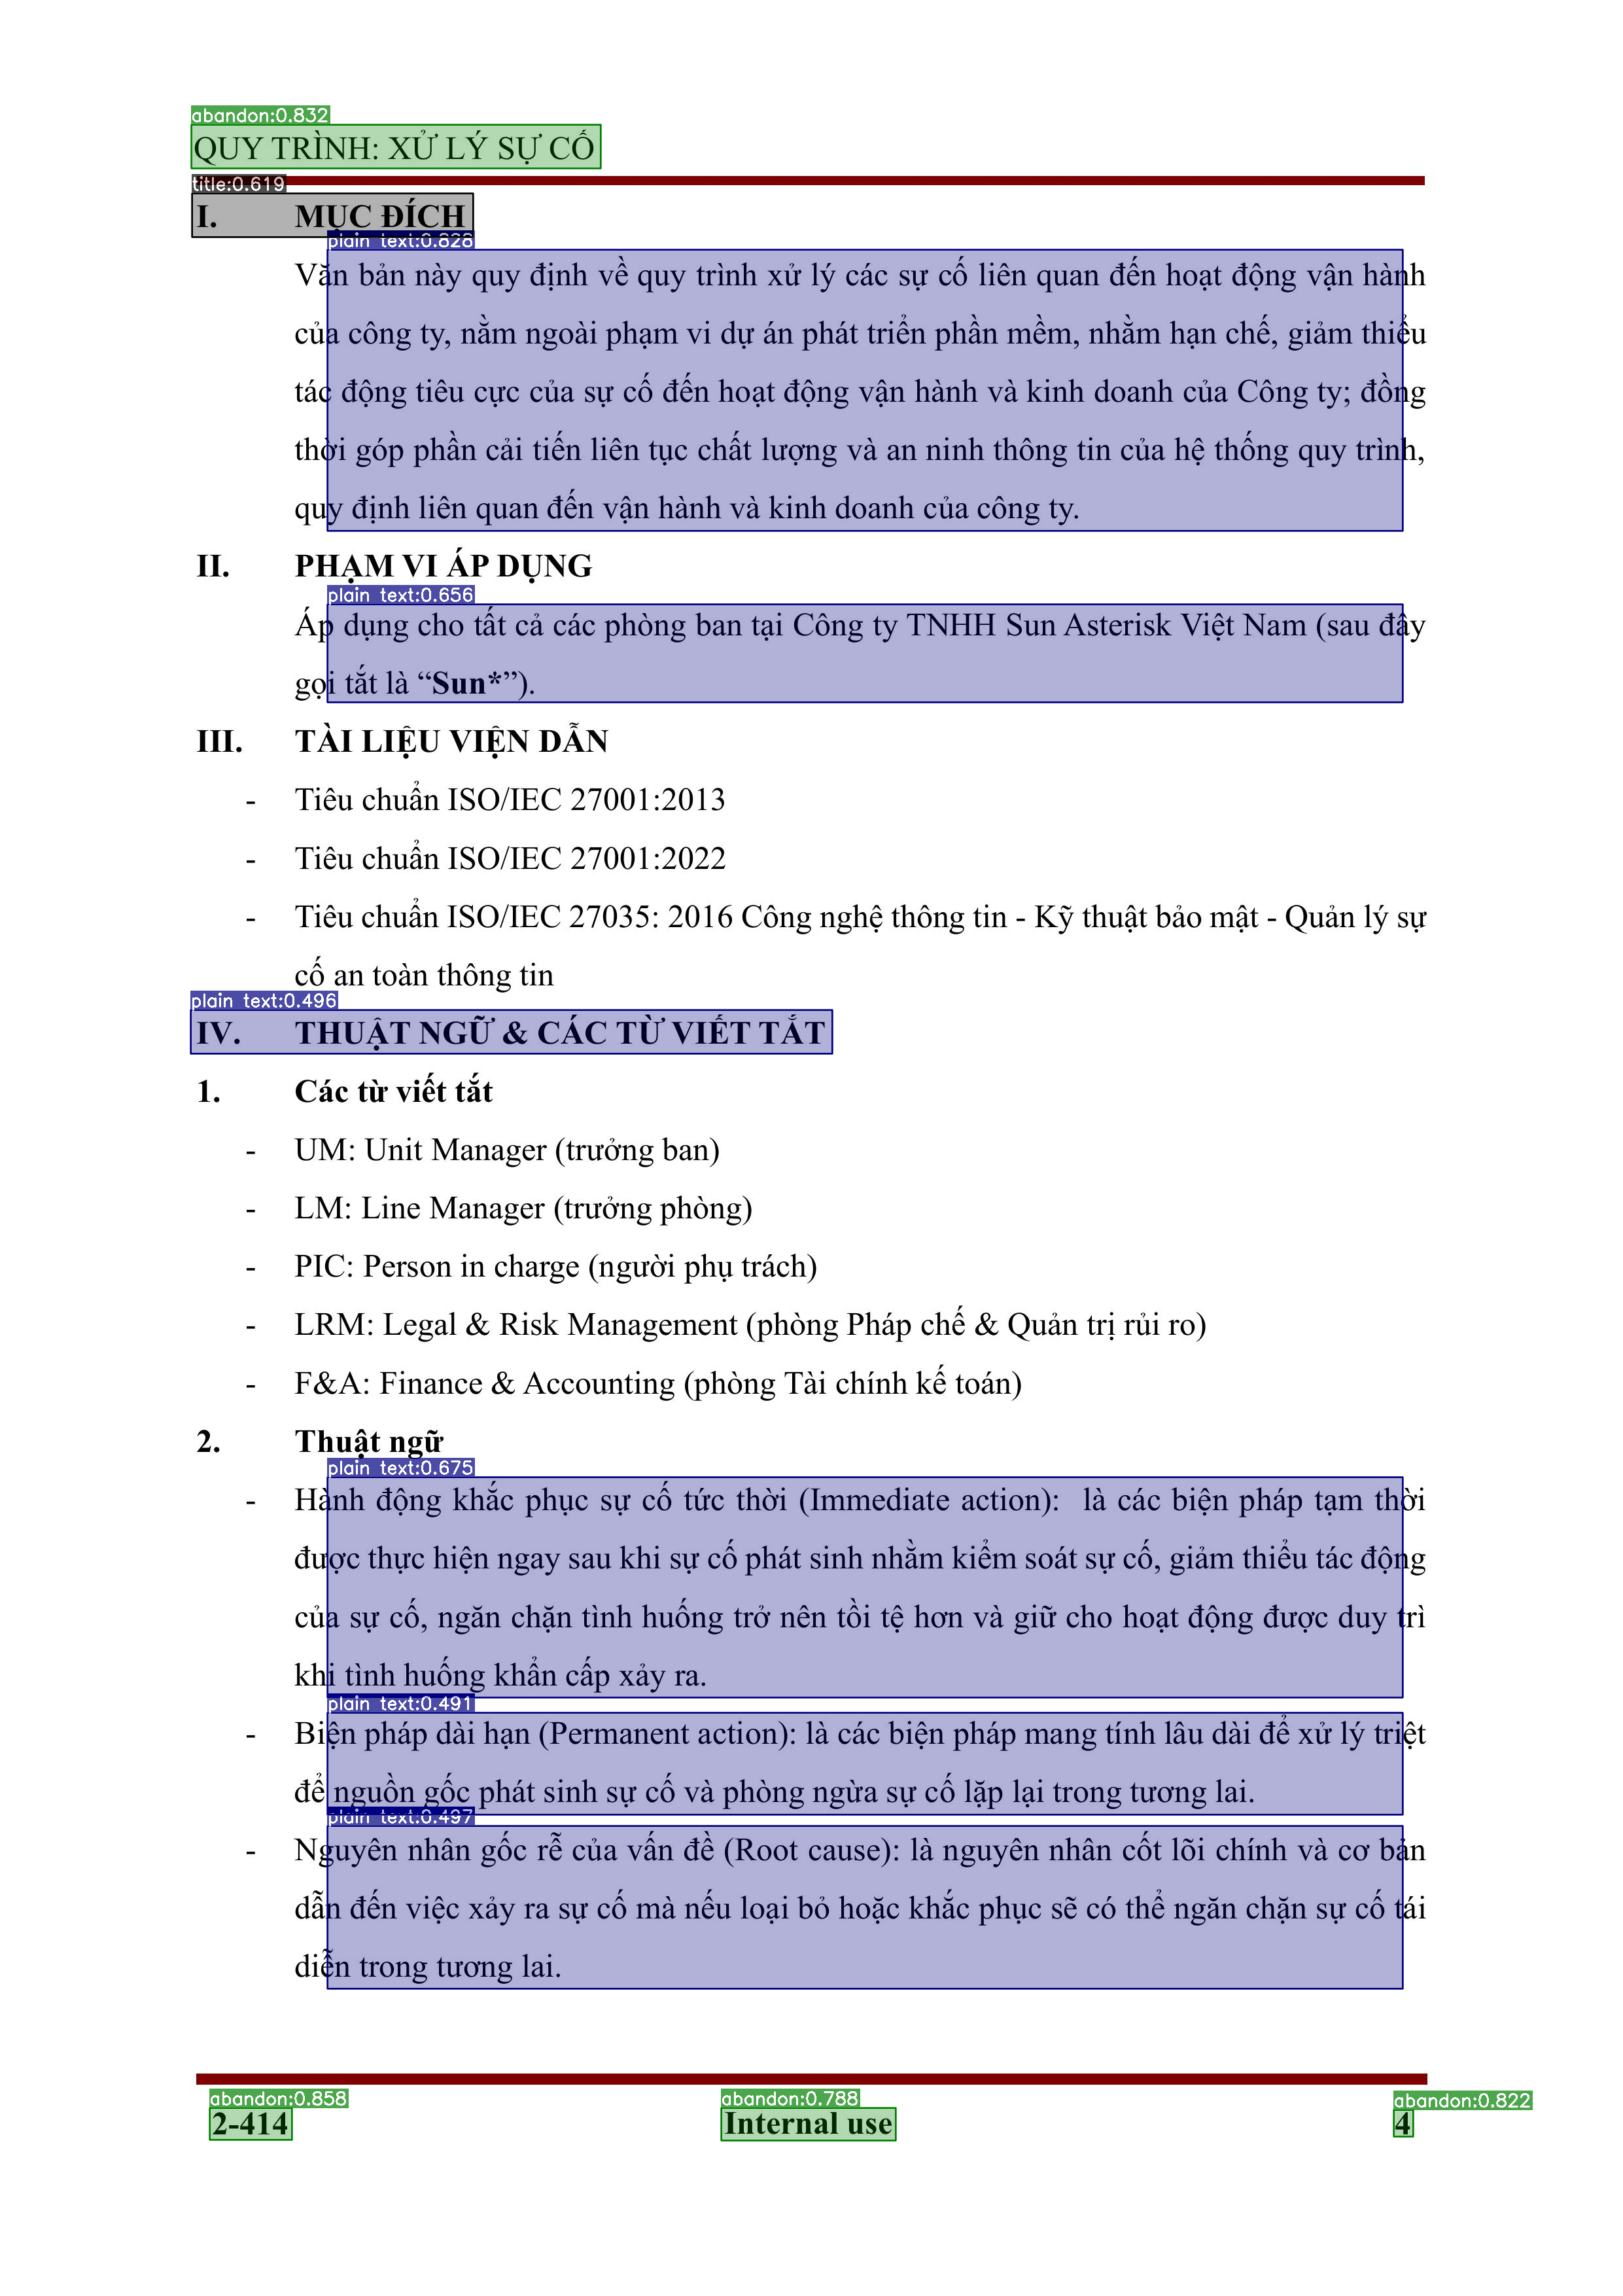 abandon:0.832
QUY TRÌNH: XỬ LÝ SỰ CỐ
title:0.619
I. MỤC ĐÍCH
plain text:0.828
Văn bản này quy định về quy trình xử lý các sự cố liên quan đến hoạt động vận hành
của công ty, nằm ngoài phạm vi dự án phát triển phần mềm, nhằm hạn chế, giảm thiểu
tác động tiêu cực của sự cố đến hoạt động vận hành và kinh doanh của Công ty; đồng
thời góp phần cải tiến liên tục chất lượng và an ninh thông tin của hệ thống quy trình,
quy định liên quan đến vận hành và kinh doanh của công ty.
II. PHẠM VI ÁP DỤNG
plain text:0.656
Áp dụng cho tất cả các phòng ban tại Công ty TNHH Sun Asterisk Việt Nam (sau đây
gọi tắt là “Sun*”).
III. TÀI LIỆU VIỆN DẪN
- Tiêu chuẩn ISO/IEC 27001:2013
- Tiêu chuẩn ISO/IEC 27001:2022
- Tiêu chuẩn ISO/IEC 27035: 2016 Công nghệ thông tin - Kỹ thuật bảo mật - Quản lý sự
cố an toàn thông tin
plain text:0.496
IV. THUẬT NGỮ & CÁC TỪ VIẾT TẮT
1. Các từ viết tắt
- UM: Unit Manager (trưởng ban)
- LM: Line Manager (trưởng phòng)
- PIC: Person in charge (người phụ trách)
- LRM: Legal & Risk Management (phòng Pháp chế & Quản trị rủi ro)
- F&A: Finance & Accounting (phòng Tài chính kế toán)
2. Thuật ngữ
plain text:0.675
- Hành động khắc phục sự cố tức thời (Immediate action): là các biện pháp tạm thời
được thực hiện ngay sau khi sự cố phát sinh nhằm kiểm soát sự cố, giảm thiểu tác động
của sự cố, ngăn chặn tình huống trở nên tồi tệ hơn và giữ cho hoạt động được duy trì
khi tình huống khẩn cấp xảy ra.
plain text:0.491
- Biện pháp dài hạn (Permanent action): là các biện pháp mang tính lâu dài để xử lý triệt
để nguồn gốc phát sinh sự cố và phòng ngừa sự cố lặp lại trong tương lai.
plain text:0.497
- Nguyên nhân gốc rễ của vấn đề (Root cause): là nguyên nhân cốt lõi chính và cơ bản
dẫn đến việc xảy ra sự cố mà nếu loại bỏ hoặc khắc phục sẽ có thể ngăn chặn sự cố tái
diễn trong tương lai.
abandon:0.858 abandon:0.788 abandon:0.822
2-414 Internal use 4